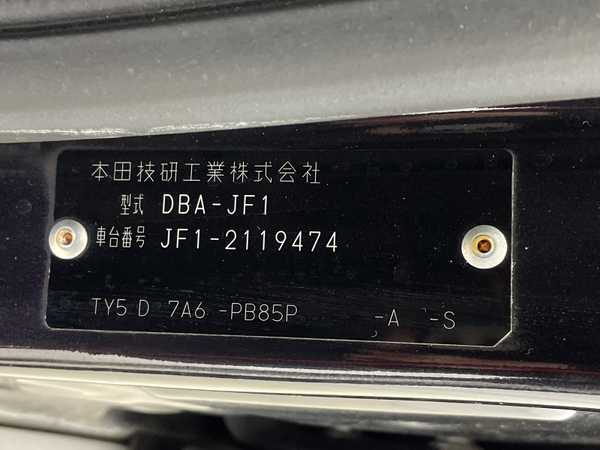 本田技研工業株式会社
型式 DBA-JF1
車台番号 JF1-2119474
TY5 D 7A6 -PB85P -A -S